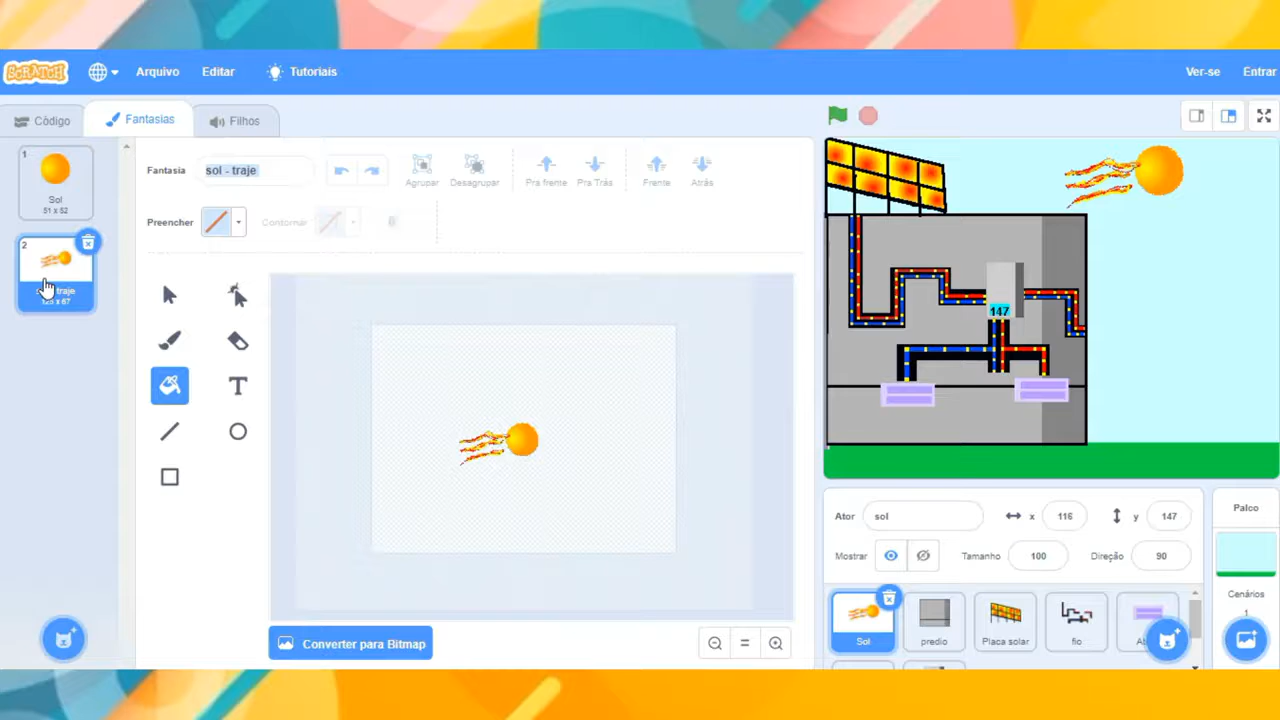 SCRATCH
Arquivo
Editar
Tutoriais
Ver-se
Entrar
Código
Fantasias
Filhos
1
Sol
51 x 52
2
traje
x 67
Fantasia
sol - traje
Agrupar
Desagrupar
Pra frente
Pra Trás
Frente
Atrás
Preencher
Contornar
Converter para Bitmap
147
Ator
sol
x
116
y
147
Mostrar
Tamanho
100
Direção
90
Sol
predio
Placa solar
fio
Palco
Cenários
1